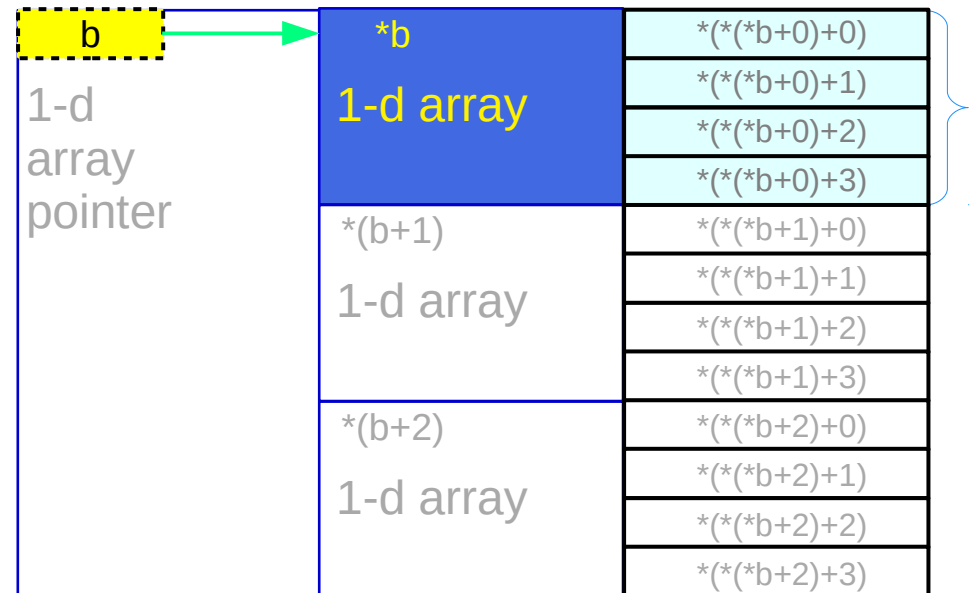 b
1-d
array
pointer
*b
1-d array
*(b+1)
1-d array
*(b+2)
1-d array
*(*(*b+0)+0)
*(*(*b+0)+1)
*(*(*b+0)+2)
*(*(*b+0)+3)
*(*(*b+1)+0)
*(*(*b+1)+1)
*(*(*b+1)+2)
*(*(*b+1)+3)
*(*(*b+2)+0)
*(*(*b+2)+1)
*(*(*b+2)+2)
*(*(*b+2)+3)